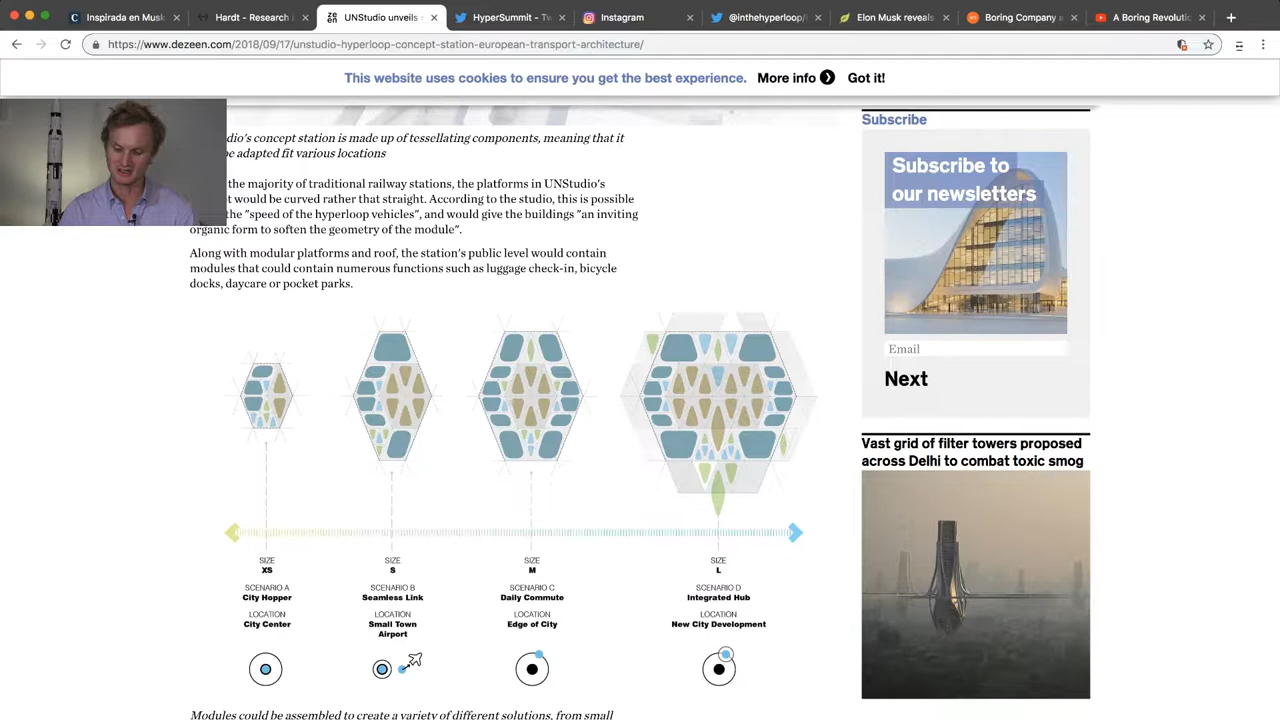 Inspirada en Musk
Hardt - Research
UNStudio unveils
HyperSummit - Tw
Instagram
@inthehyperloop/
Elon Musk reveals
Boring Company a
A Boring Revolutic
https://www.dezeen.com/2018/09/17/unstudio-hyperloop-concept-station-european-transport-architecture/
This website uses cookies to ensure you get the best experience. More info Got it!
dio's concept station is made up of tessellating components, meaning that it
be adapted fit various locations
the majority of traditional railway stations, the platforms in UNStudio's
would be curved rather that straight. According to the studio, this is possible
the "speed of the hyperloop vehicles", and would give the buildings "an inviting
organic form to soften the geometry of the module".
Along with modular platforms and roof, the station's public level would contain
modules that could contain numerous functions such as luggage check-in, bicycle
docks, daycare or pocket parks.
SIZE
XS
SCENARIO A
City Hopper
LOCATION
City Center
SIZE
S
SCENARIO B
Seamless Link
LOCATION
Small Town
Airport
SIZE
M
SCENARIO C
Daily Commute
LOCATION
Edge of City
SIZE
L
SCENARIO D
Integrated Hub
LOCATION
New City Development
Modules could be assembled to create a variety of different solutions, from small
Subscribe
Subscribe to
our newsletters
Email
Next
Vast grid of filter towers proposed
across Delhi to combat toxic smog